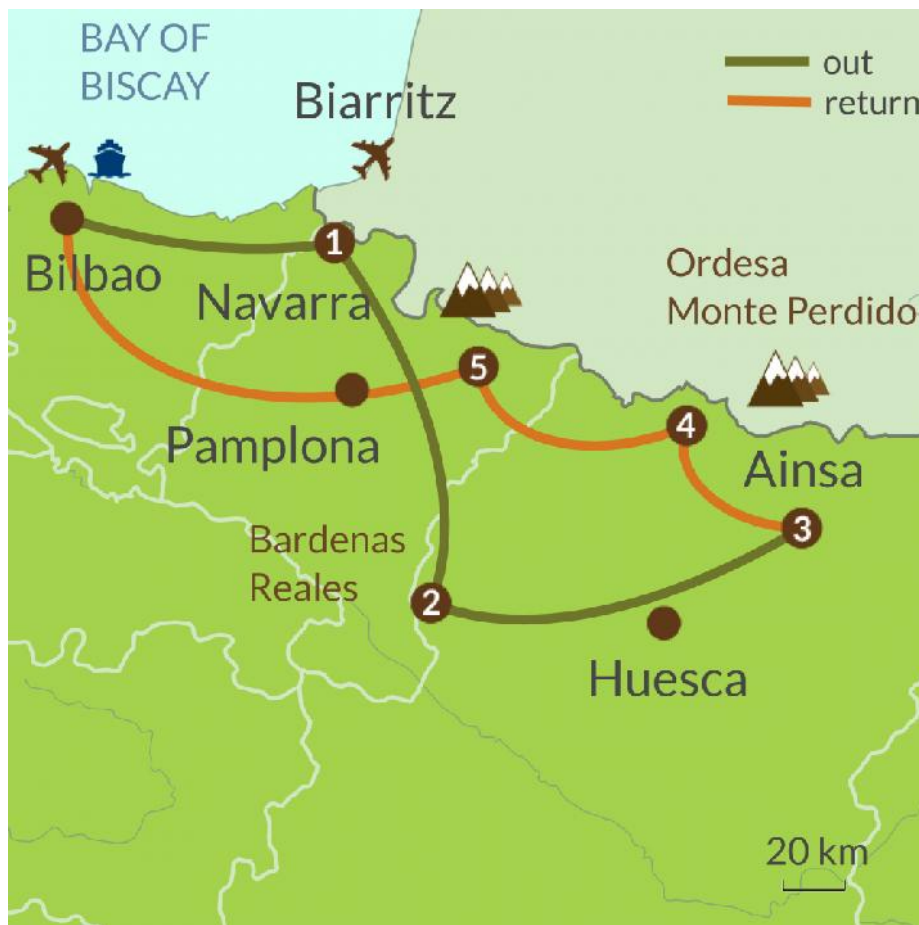 BAY OF
BISCAY
Biarritz
out
return
1
Bilbao
Navarra
Ordesa
Monte Perdido
5
4
Pamplona
Ainsa
3
Bardenas
Reales
2
Huesca
20 km